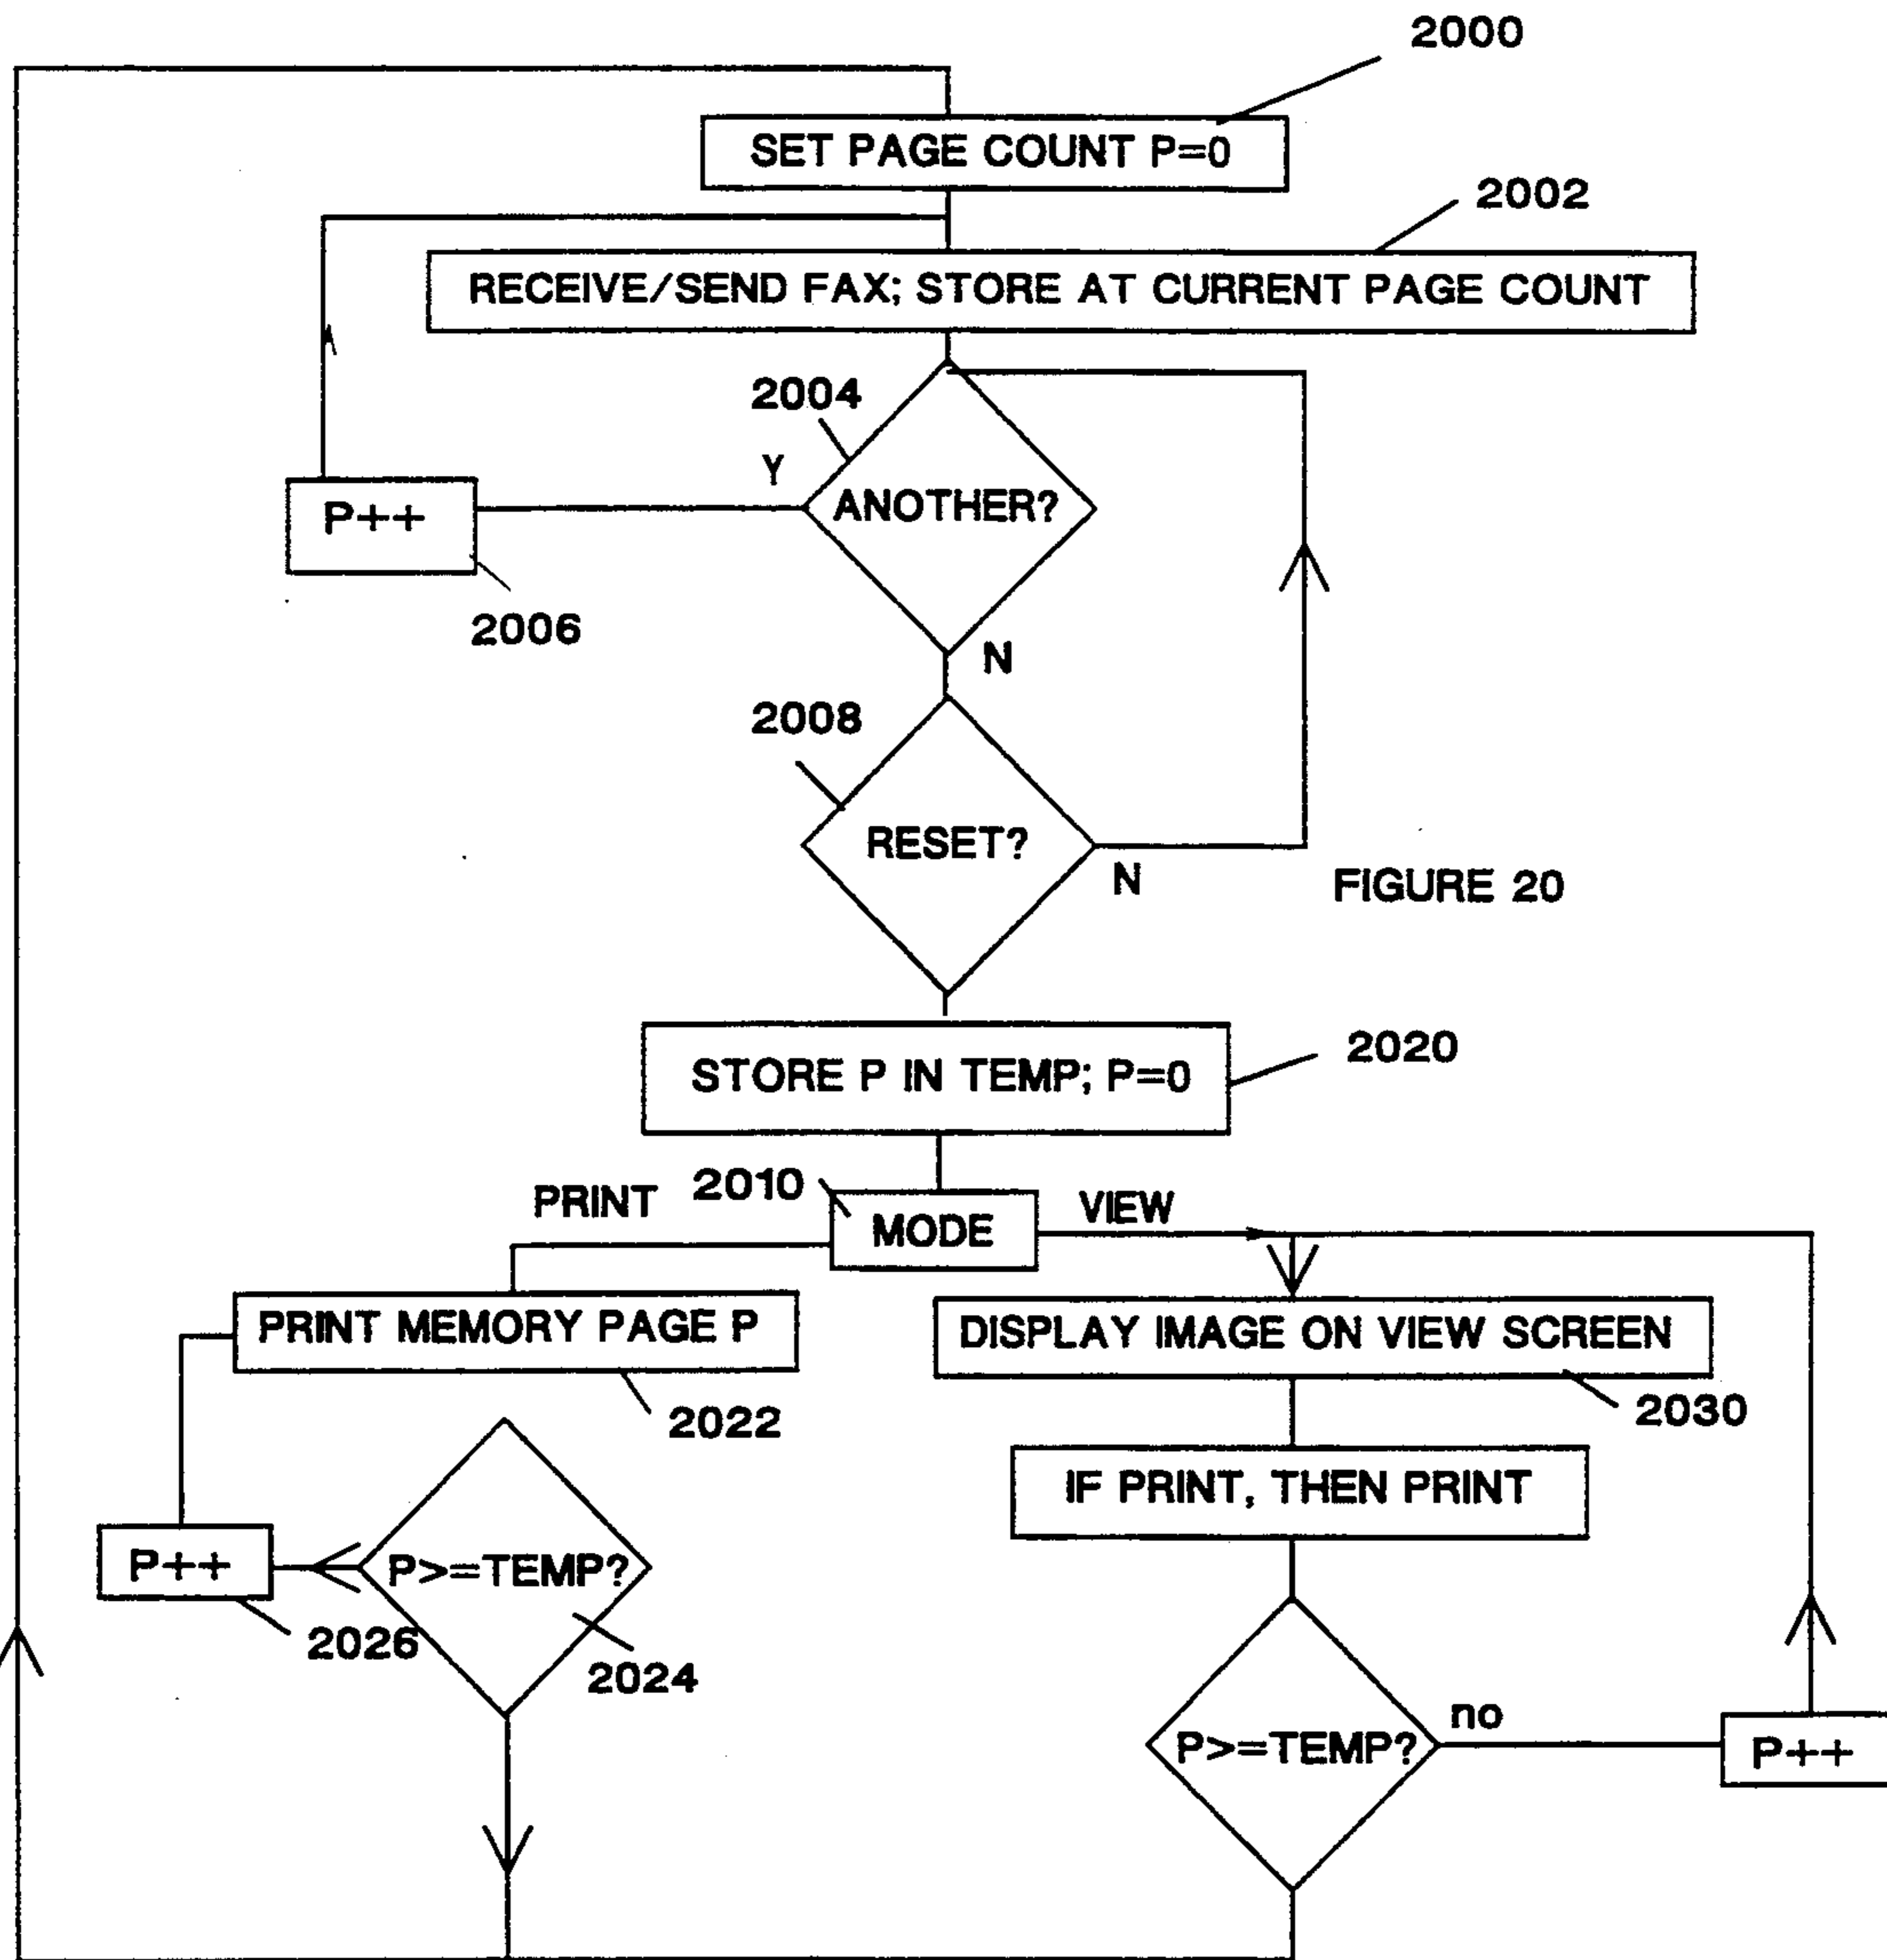 2000
SET PAGE COUNT P=0
2002
RECEIVE/SEND FAX; STORE AT CURRENT PAGE COUNT
2004
Y
ANOTHER?
P++
2006
N
2008
RESET?
N
FIGURE 20
STORE P IN TEMP; P=0
2020
PRINT
2010
MODE
VIEW
PRINT MEMORY PAGE P
DISPLAY IMAGE ON VIEW SCREEN
2022
2030
IF PRINT, THEN PRINT
P++
P>=TEMP?
2026
2024
P>=TEMP?
no
P++